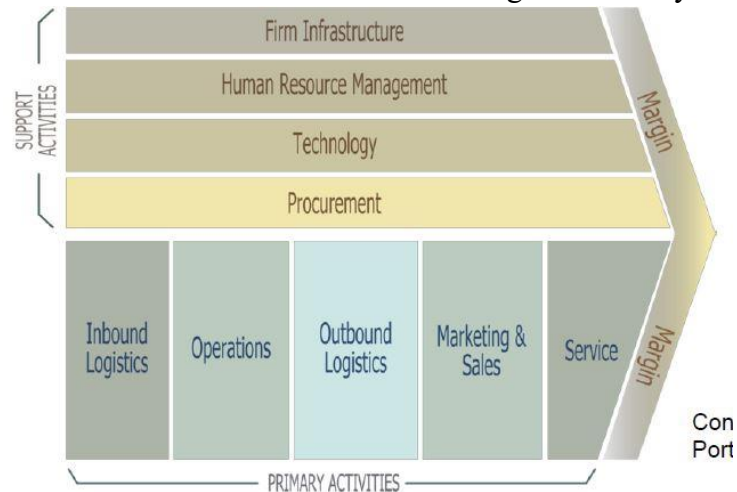 Firm Infrastructure
Human Resource Management
Technology
Procurement
SUPPORT
ACTIVITIES
Margin
Inbound
Logistics
Operations
Outbound
Logistics
Marketing &
Sales
Service
Margin
Con
Port
PRIMARY ACTIVITIES